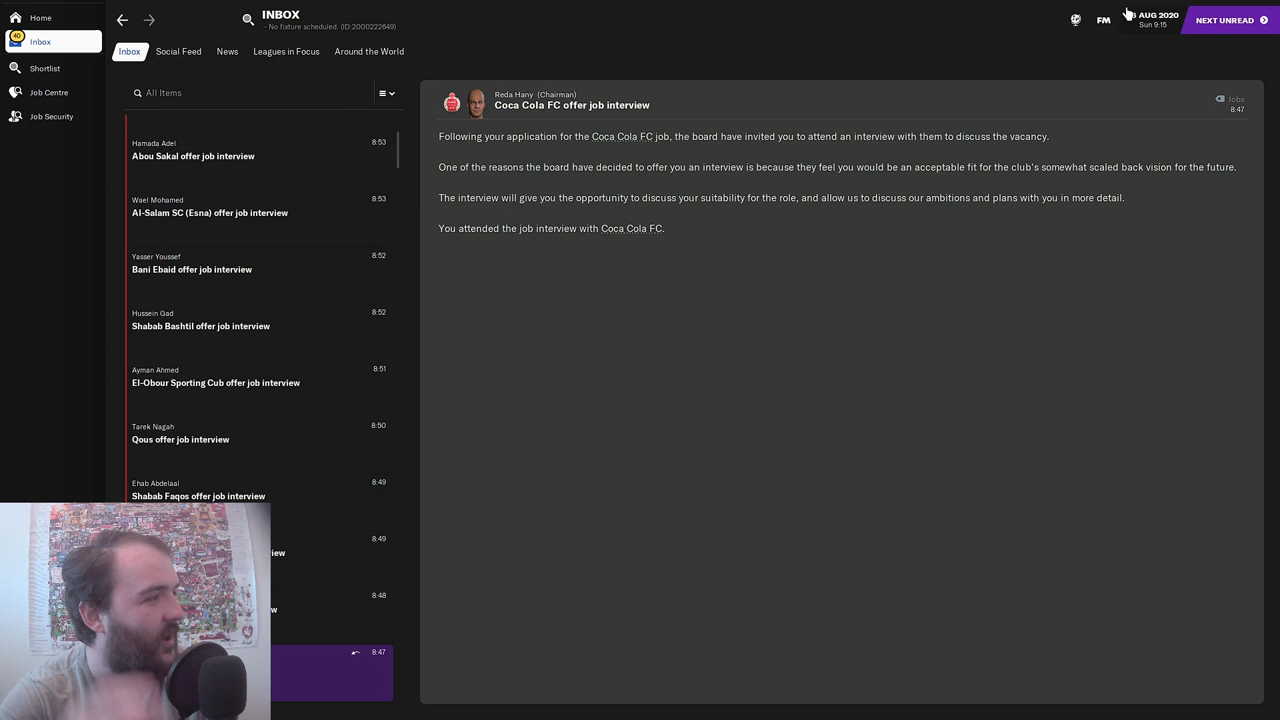 Home
40
Inbox
Shortlist
Job Centre
Job Security
INBOX
- No fixture scheduled. (ID:2000222649)
FM
AUG 2020
Sun 9:15
NEXT UNREAD
Inbox
Social Feed
News
Leagues in Focus
Around the World
All Items
Hamada Adel
8:53
Abou Sakal offer job interview
Wael Mohamed
8:53
Al-Salam SC (Esna) offer job interview
Yasser Youssef
8:52
Bani Ebaid offer job interview
Hussein Gad
8:52
Shabab Bashtil offer job interview
Ayman Ahmed
8:51
El-Obour Sporting Cub offer job interview
Tarek Nagah
8:50
Qous offer job interview
Ehab Abdelaal
8:49
Shabab Faqos offer job interview
8:49
8:48
8:47
Reda Hany (Chairman)
Coca Cola FC offer job interview
Jobs
8:47
Following your application for the Coca Cola FC job, the board have invited you to attend an interview with them to discuss the vacancy.
One of the reasons the board have decided to offer you an interview is because they feel you would be an acceptable fit for the club's somewhat scaled back vision for the future.
The interview will give you the opportunity to discuss your suitability for the role, and allow us to discuss our ambitions and plans with you in more detail.
You attended the job interview with Coca Cola FC.